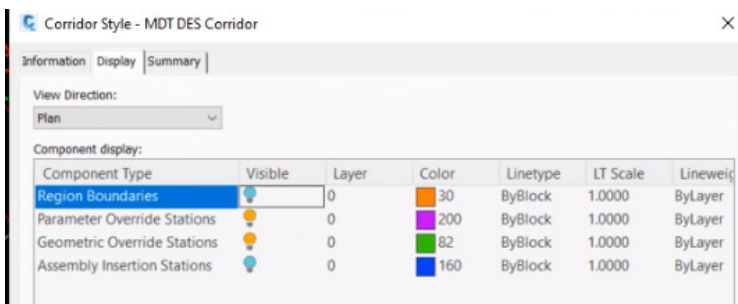 Corridor Style - MDT DES Corridor
Information Display Summary
View Direction:
Plan
Component display:
Component Type Visible Layer Color Linetype LT Scale Lineweig
Region Boundaries 0 30 ByBlock 1.0000 ByLayer
Parameter Override Stations 0 200 ByBlock 1.0000 ByLayer
Geometric Override Stations 0 82 ByBlock 1.0000 ByLayer
Assembly Insertion Stations 0 160 ByBlock 1.0000 ByLayer